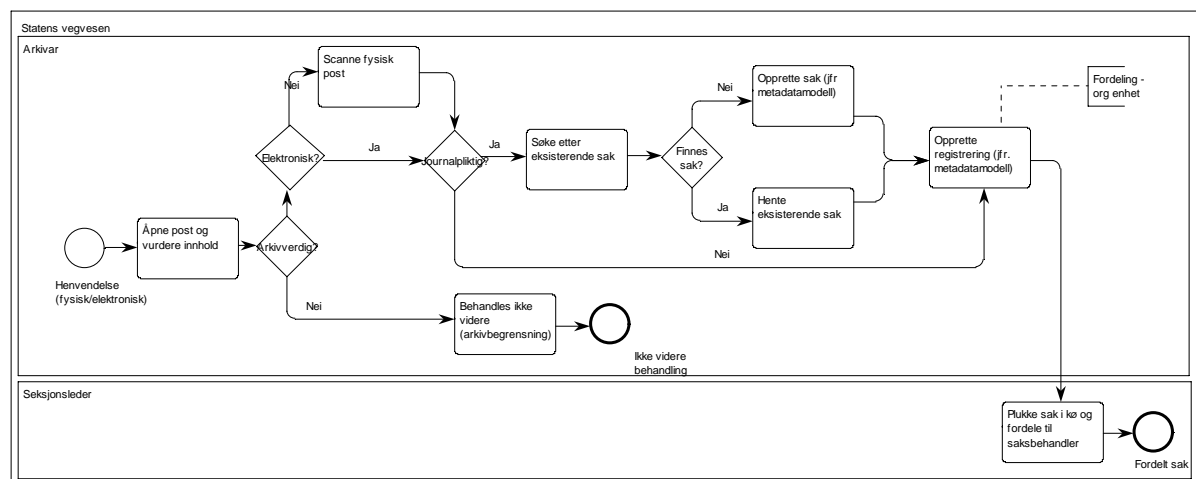 Statens vegvesen
Arkivar
Scanne fysisk
post
Nei
Elektronisk?
Ja
Journalpliktig?
Ja
Søke etter
eksisterende sak
Finnes
sak?
Nei
Opprette sak (jfr
metadatamodell)
Ja
Hente
eksisterende sak
Fordeling -
org enhet
Opprette
registrering (jfr.
metadatamodell)
Nei
Henvendelse
(fysisk/elektronisk)
Åpne post og
vurdere innhold
Arkivverdig?
Nei
Behandles ikke
videre
(arkivbegrensning)
Ikke videre
behandling
Seksjonsleder
Plukke sak i kø og
fordele til
saksbehandler
Fordelt sak